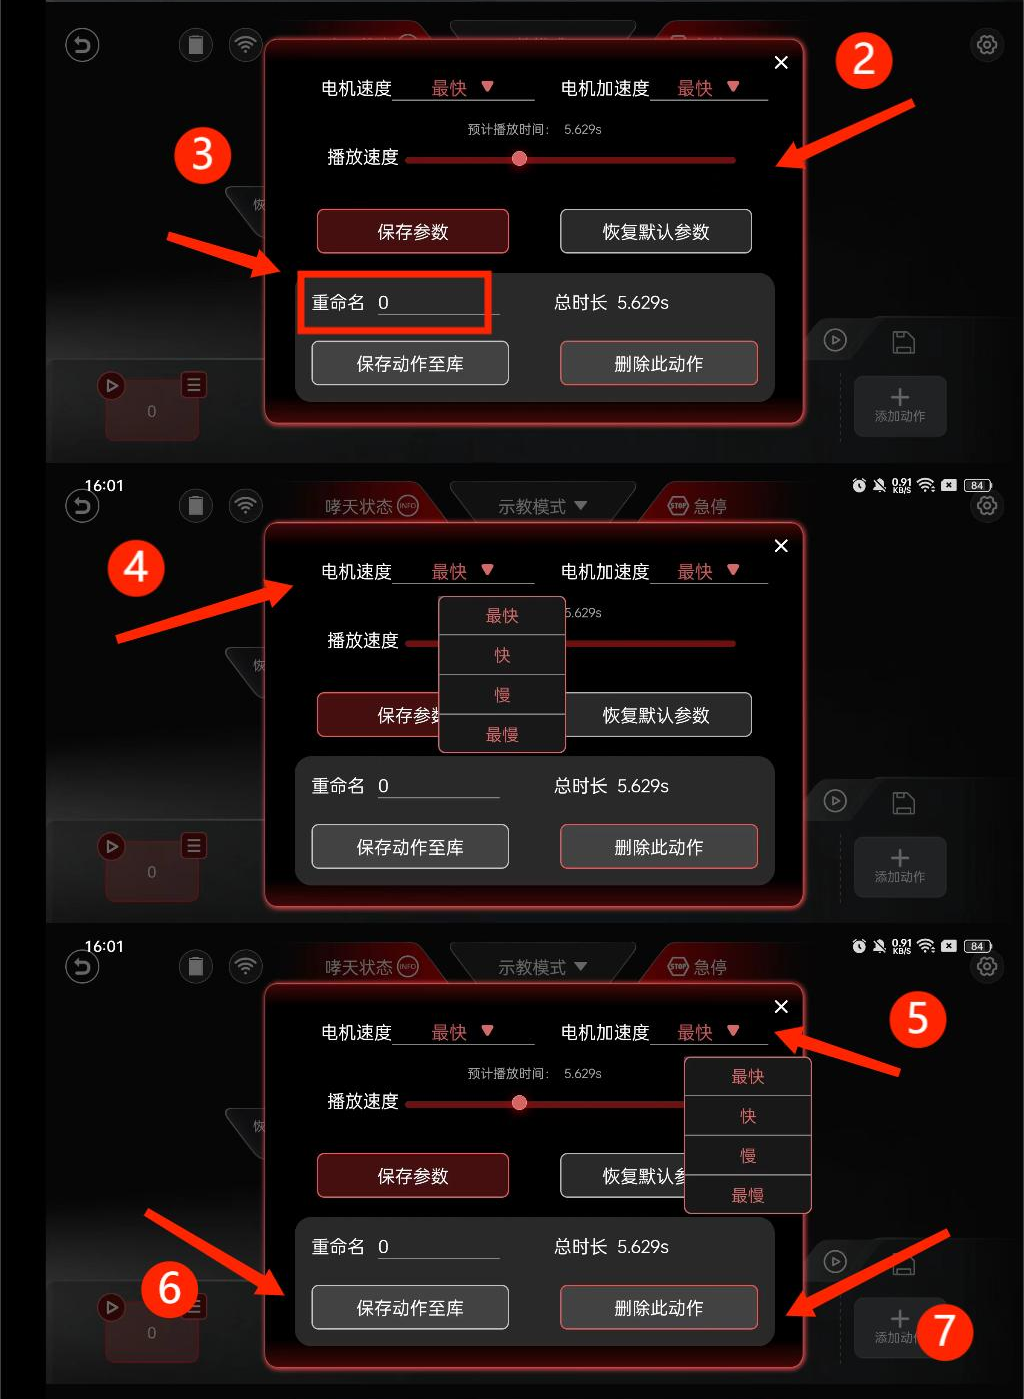 2
电机速度 最快 电机加速度 最快
预计播放时间： 5.629s
播放速度
3
恢
保存参数 恢复默认参数
重命名 0 总时长 5.629s
保存动作至库 删除此动作
0
添加动作
16:01 0.91 KB/S 84
哮天状态 INFO 示教模式 STOP 急停
4
电机速度 最快 电机加速度 最快
最快
5.629s
播放速度
快
恢
慢
保存参数 恢复默认参数
最慢
重命名 0 总时长 5.629s
保存动作至库 删除此动作
0
添加动作
16:01 0.91 KB/S 84
哮天状态 INFO 示教模式 STOP 急停
5
电机速度 最快 电机加速度 最快
预计播放时间： 5.629s
最快
播放速度
快
恢
慢
保存参数 恢复默认参
最慢
重命名 0 总时长 5.629s
6
保存动作至库 删除此动作
7
0
添加动